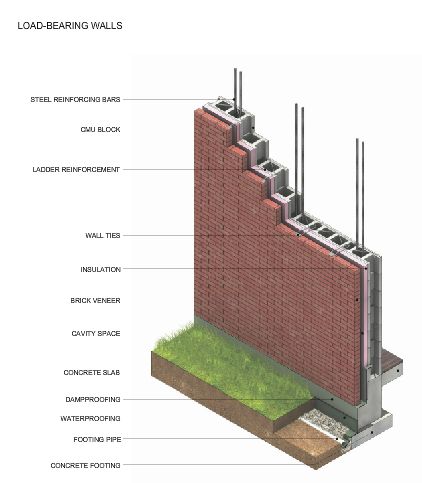 LOAD-BEARING WALLS
STEEL REINFORCING BARS
CMU BLOCK
LADDER REINFORCEMENT
WALL TIES
INSULATION
BRICK VENEER
CAVITY SPACE
CONCRETE SLAB
DAMPPROOFING
WATERPROOFING
FOOTING PIPE
CONCRETE FOOTING